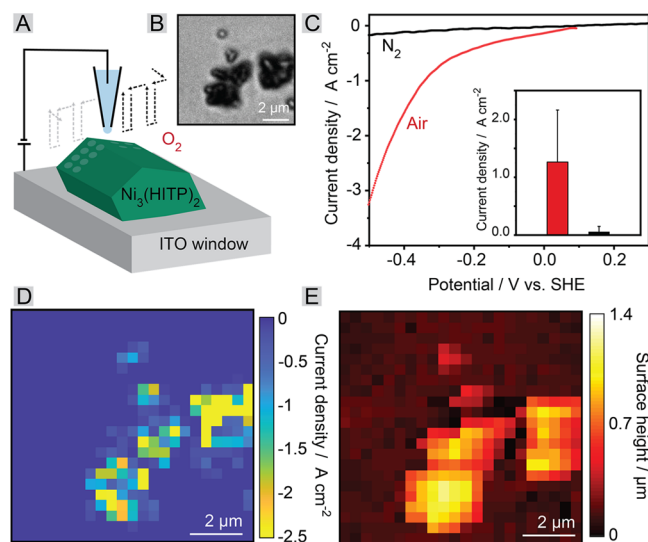 A
O₂
Ni₃(HITP)₂
ITO window
B
2 μm
C
Current density / A cm⁻²
0
-1
-2
-3
-4
N₂
Air
Current density / A cm⁻²
1.0
0.0
-0.4
-0.2
0.0
0.2
Potential / V vs. SHE
2.0
D
2 μm
0
-0.5
-1
-1.5
-2
-2.5
Current density / A cm⁻²
E
2 μm
1.4
0.7
0
Surface height / μm